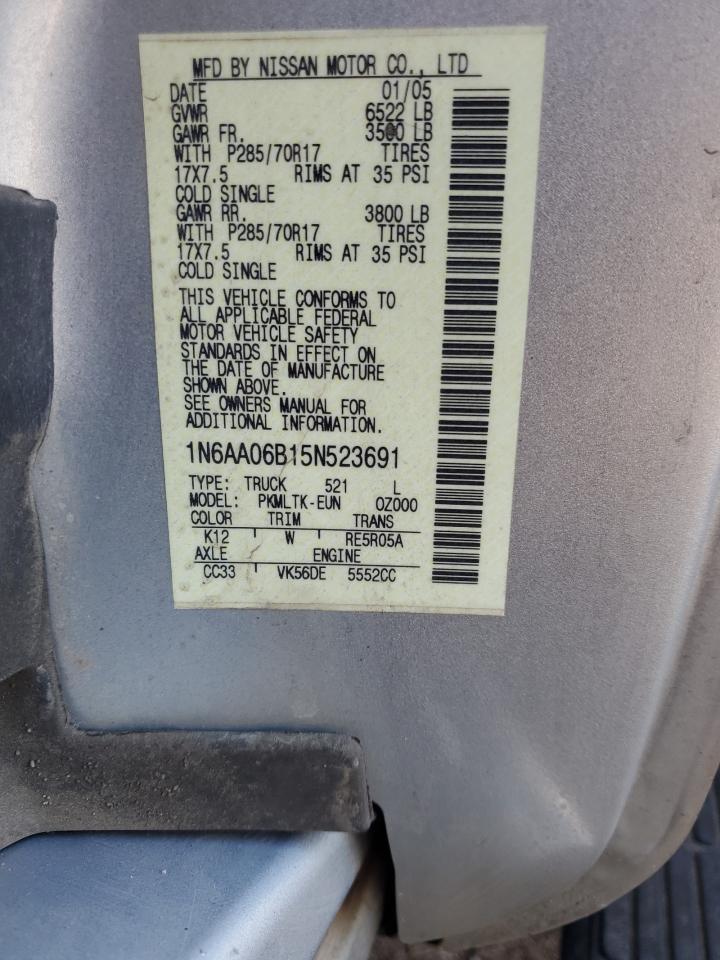 MFD BY NISSAN MOTOR CO., LTD
DATE 01/05
GVWR 6522 LB
GAWR FR. 3500 LB
WITH P285/70R17 TIRES
17X7.5 RIMS AT 35 PSI
COLD SINGLE
GAWR RR. 3800 LB
WITH P285/70R17 TIRES
17X7.5 RIMS AT 35 PSI
COLD SINGLE
THIS VEHICLE CONFORMS TO
ALL APPLICABLE FEDERAL
MOTOR VEHICLE SAFETY
STANDARDS IN EFFECT ON
THE DATE OF MANUFACTURE
SHOWN ABOVE.
SEE OWNERS MANUAL FOR
ADDITIONAL INFORMATION.
1N6AA06B15N523691
TYPE: TRUCK 521 L
MODEL: PKMLTK-EUN OZ000
COLOR TRIM TRANS
K12 W RE5R05A
AXLE ENGINE
CC33 VK56DE 5552CC